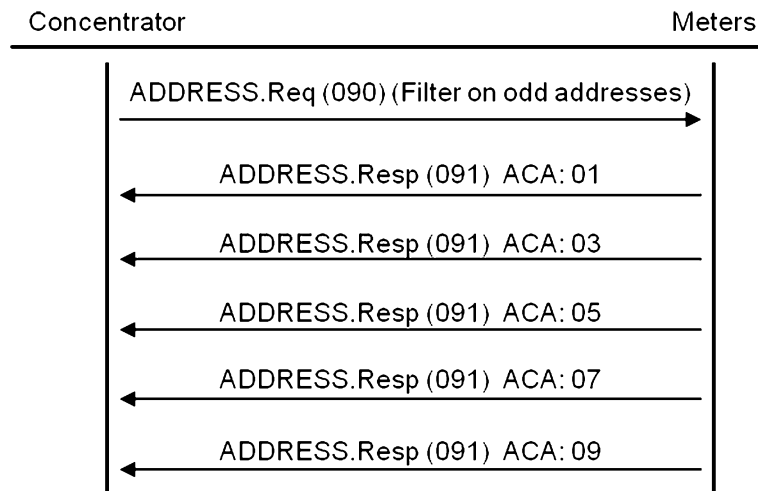 Concentrator Meters
ADDRESS.Req (090) (Filter on odd addresses)
ADDRESS.Resp (091) ACA: 01
ADDRESS.Resp (091) ACA: 03
ADDRESS.Resp (091) ACA: 05
ADDRESS.Resp (091) ACA: 07
ADDRESS.Resp (091) ACA: 09